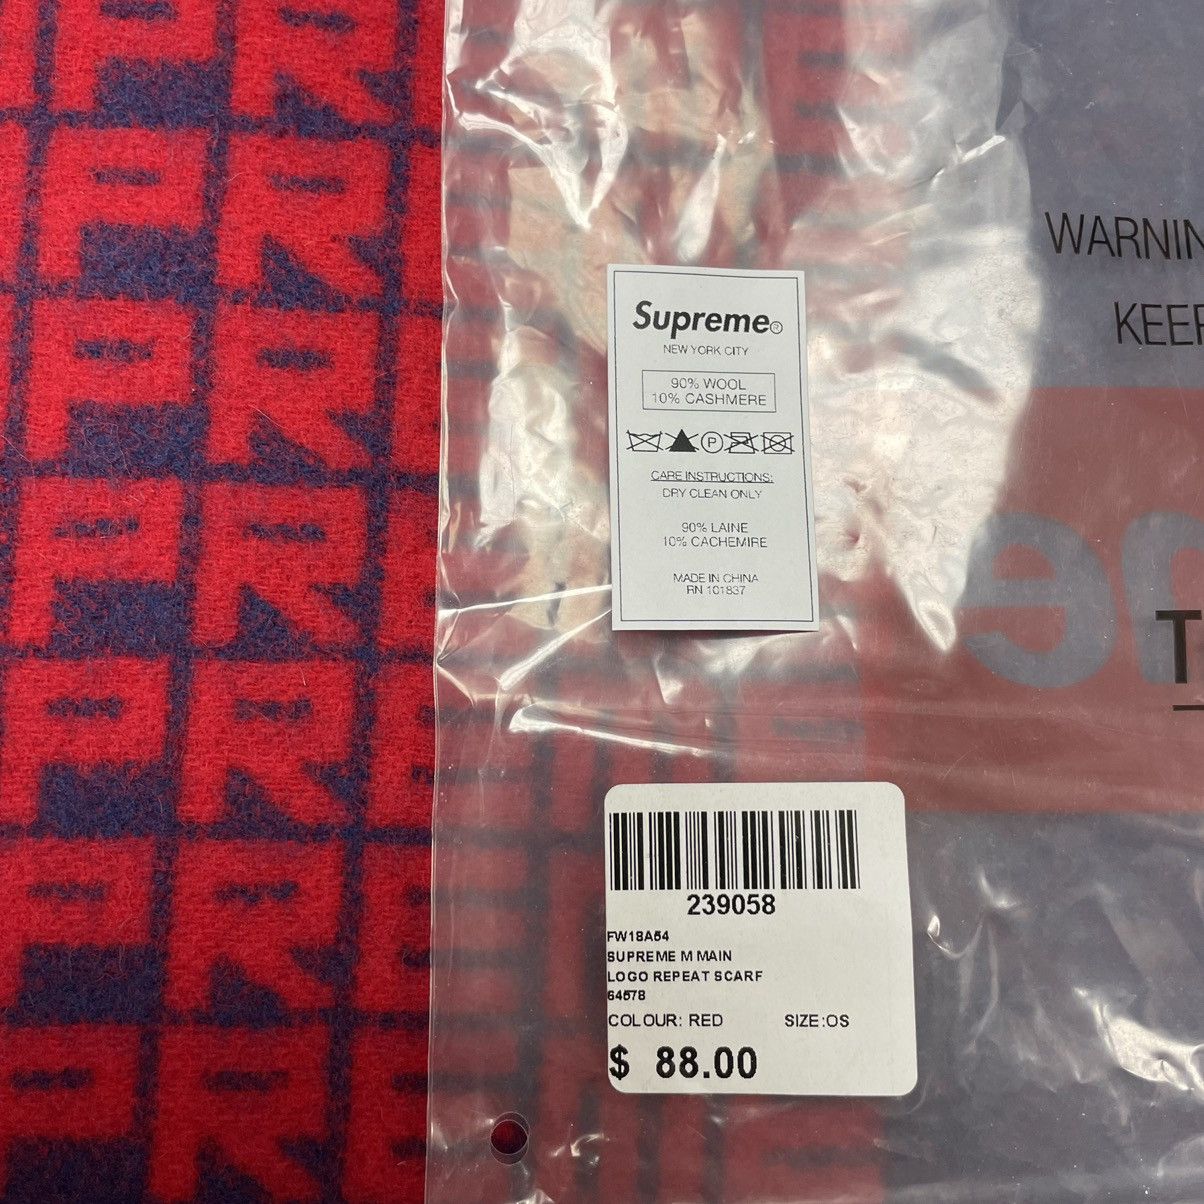 WARNIN
KEE
Supreme®
NEW YORK CITY
90% WOOL
10% CASHMERE
P
CARE INSTRUCTIONS:
DRY CLEAN ONLY
90% LAINE
10% CACHEMIRE
MADE IN CHINA
RN 101837
T
239058
FW18A54
SUPREME M MAIN
LOGO REPEAT SCARF
64578
COLOUR: RED SIZE:OS
$ 88.00